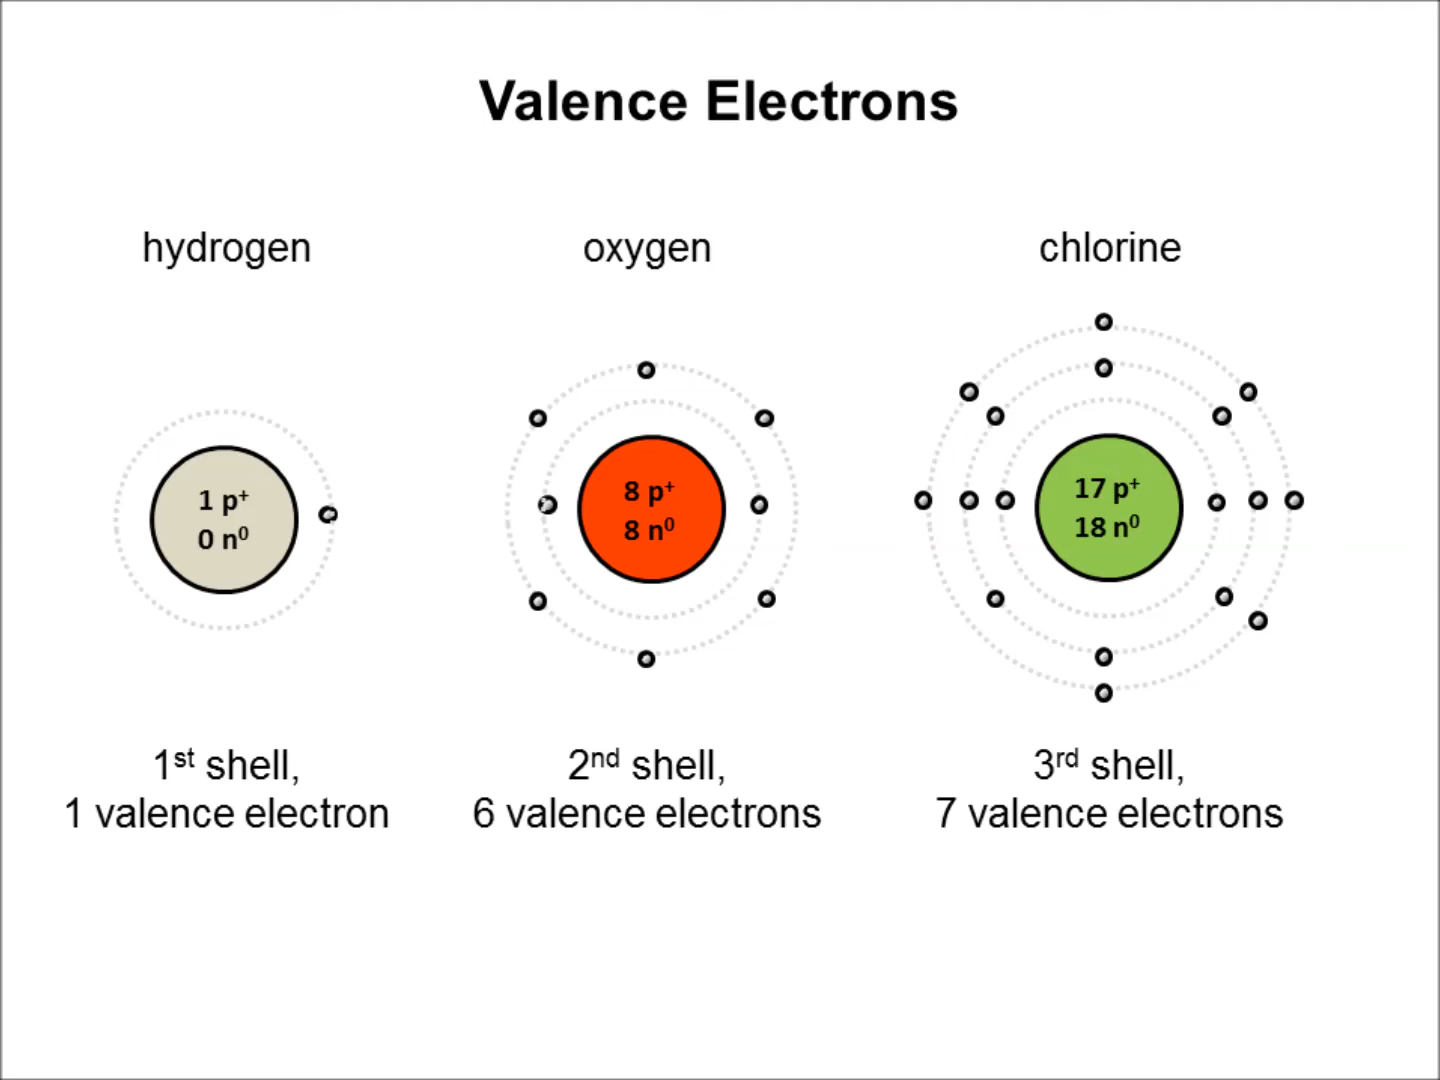 Valence Electrons
hydrogen
oxygen
chlorine
1 p⁺
0 n⁰
8 p⁺
8 n⁰
17 p⁺
18 n⁰
1ˢᵗ shell,
1 valence electron
2ⁿᵈ shell,
6 valence electrons
3ʳᵈ shell,
7 valence electrons